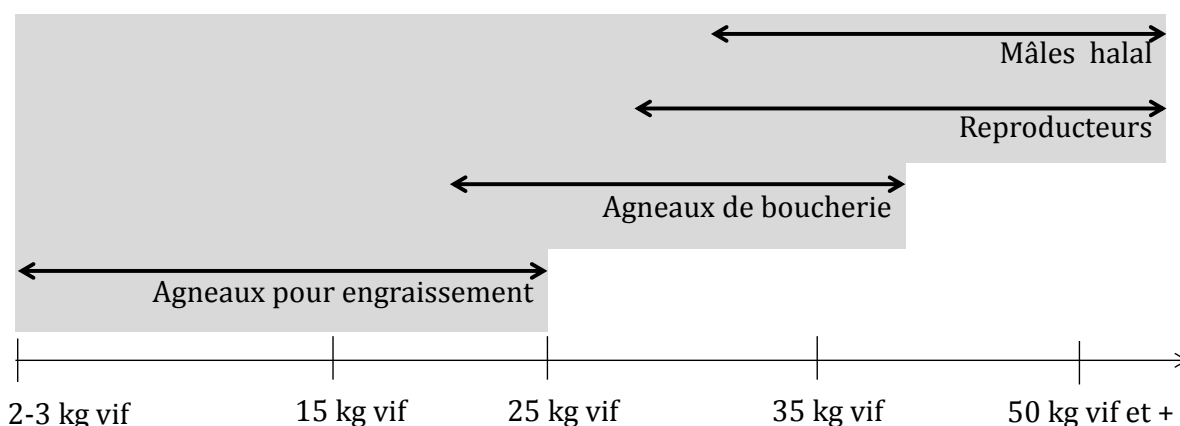 Mâles halal
Reproducteurs
Agneaux de boucherie
Agneaux pour engraissement
2-3 kg vif 15 kg vif 25 kg vif 35 kg vif 50 kg vif et +